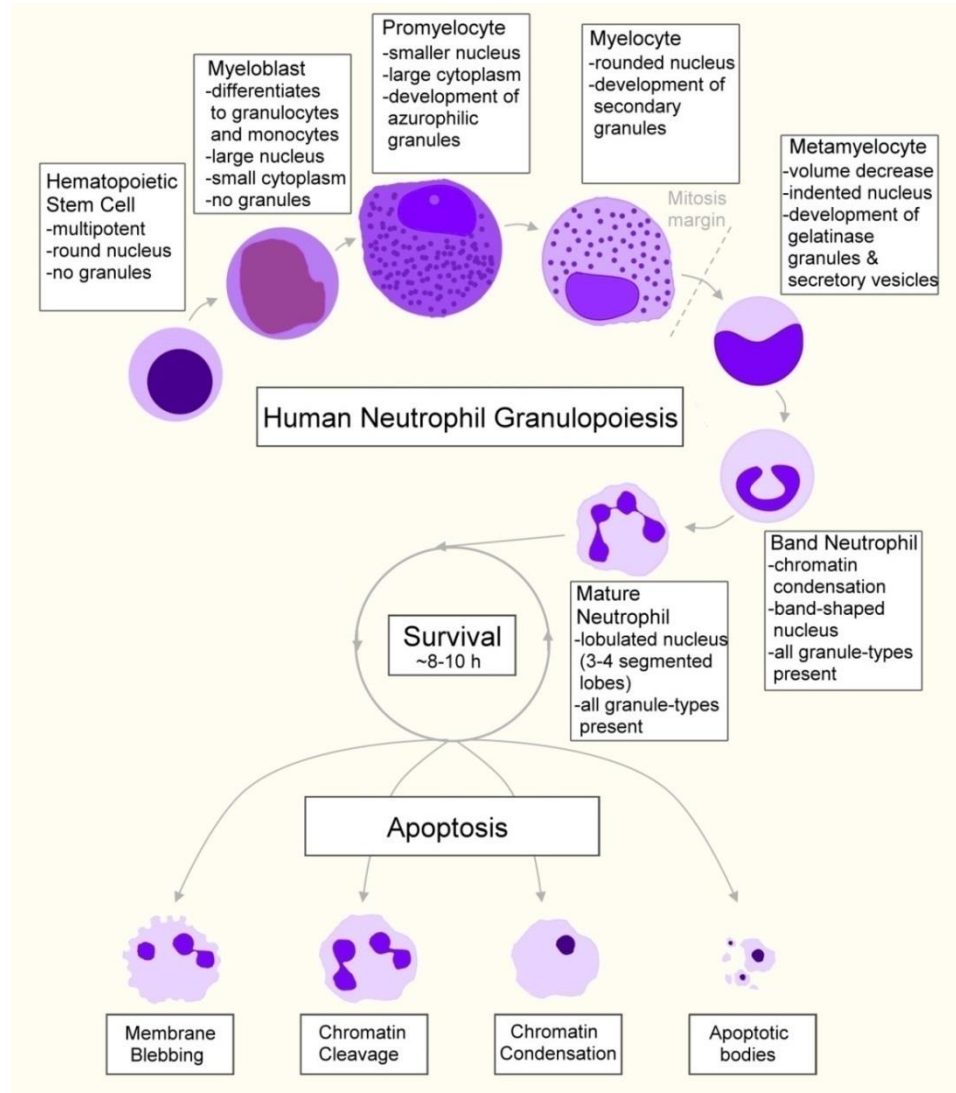 Hematopoietic
Stem Cell
-multipotent
-round nucleus
-no granules
Myeloblast
-differentiates
to granulocytes
and monocytes
-large nucleus
-small cytoplasm
-no granules
Promyelocyte
-smaller nucleus
-large cytoplasm
-development of
azurophilic
granules
Myelocyte
-rounded nucleus
-development of
secondary
granules
Mitosis
margin
Metamyelocyte
-volume decrease
-indented nucleus
-development of
gelatinase
granules &
secretory vesicles
Human Neutrophil Granulopoiesis
Band Neutrophil
-chromatin
condensation
-band-shaped
nucleus
-all granule-types
present
Mature
Neutrophil
-lobulated nucleus
(3-4 segmented
lobes)
-all granule-types
present
Survival
~8-10 h
Apoptosis
Membrane
Blebbing
Chromatin
Cleavage
Chromatin
Condensation
Apoptotic
bodies